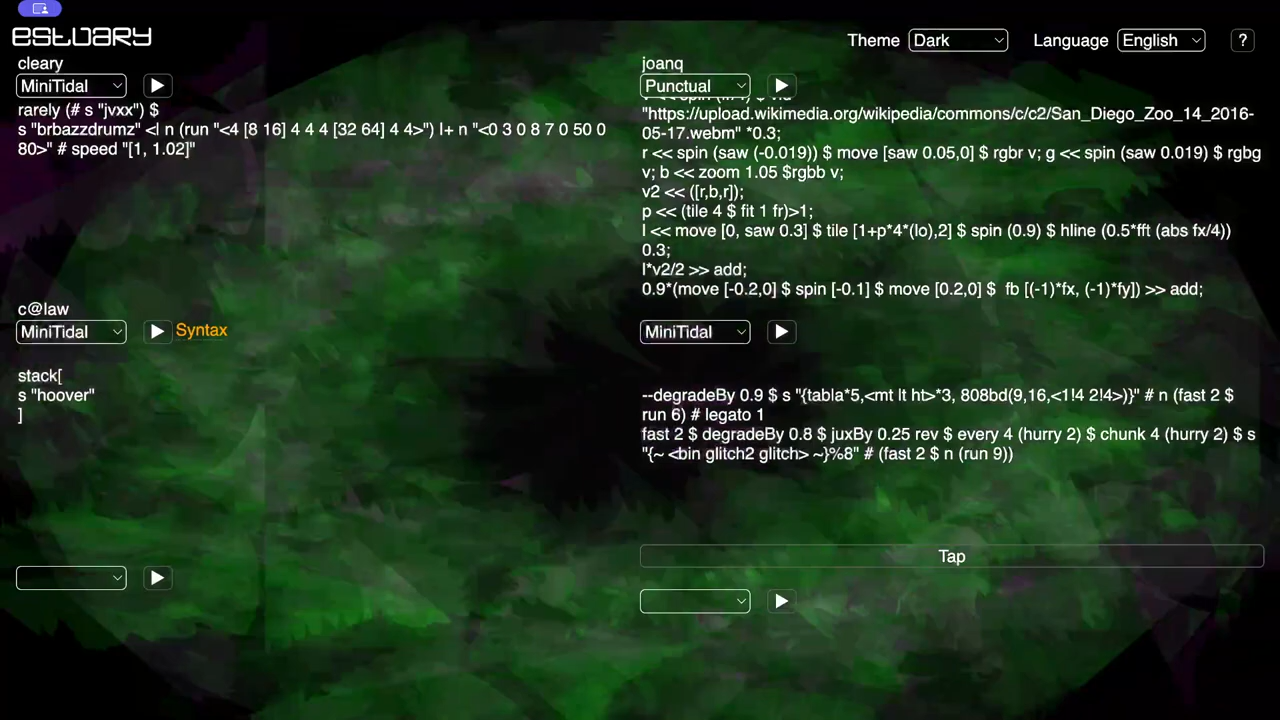 estuary
Theme Dark Language English ?
cleary
MiniTidal
rarely (# s "jvxx") $
s "brbazzdrumz" <| n (run "<4 [8 16] 4 4 4 [32 64] 4 4>") |+ n "<0 3 0 8 7 0 50 0
80>" # speed "[1, 1.02]"
c@law
MiniTidal Syntax
stack[
s "hoover"
]
joanq
Punctual
"https://upload.wikimedia.org/wikipedia/commons/c/c2/San_Diego_Zoo_14_2016-
05-17.webm" *0.3;
r << spin (saw (-0.019)) $ move [saw 0.05,0] $ rgbr v; g << spin (saw 0.019) $ rgbg
v; b << zoom 1.05 $rgbb v;
v2 << ([r,b,r]);
p << (tile 4 $ fit 1 fr)>1;
l << move [0, saw 0.3] $ tile [1+p*4*(lo),2] $ spin (0.9) $ hline (0.5*fft (abs fx/4))
0.3;
l*v2/2 >> add;
0.9*(move [-0.2,0] $ spin [-0.1] $ move [0.2,0] $ fb [(-1)*fx, (-1)*fy]) >> add;
MiniTidal
--degradeBy 0.9 $ s "{tabla*5,<mt lt ht>*3, 808bd(9,16,<1!4 2!4>)}" # n (fast 2 $
run 6) # legato 1
fast 2 $ degradeBy 0.8 $ juxBy 0.25 rev $ every 4 (hurry 2) $ chunk 4 (hurry 2) $ s
"{~ <bin glitch2 glitch> ~}%8" # (fast 2 $ n (run 9))
Tap